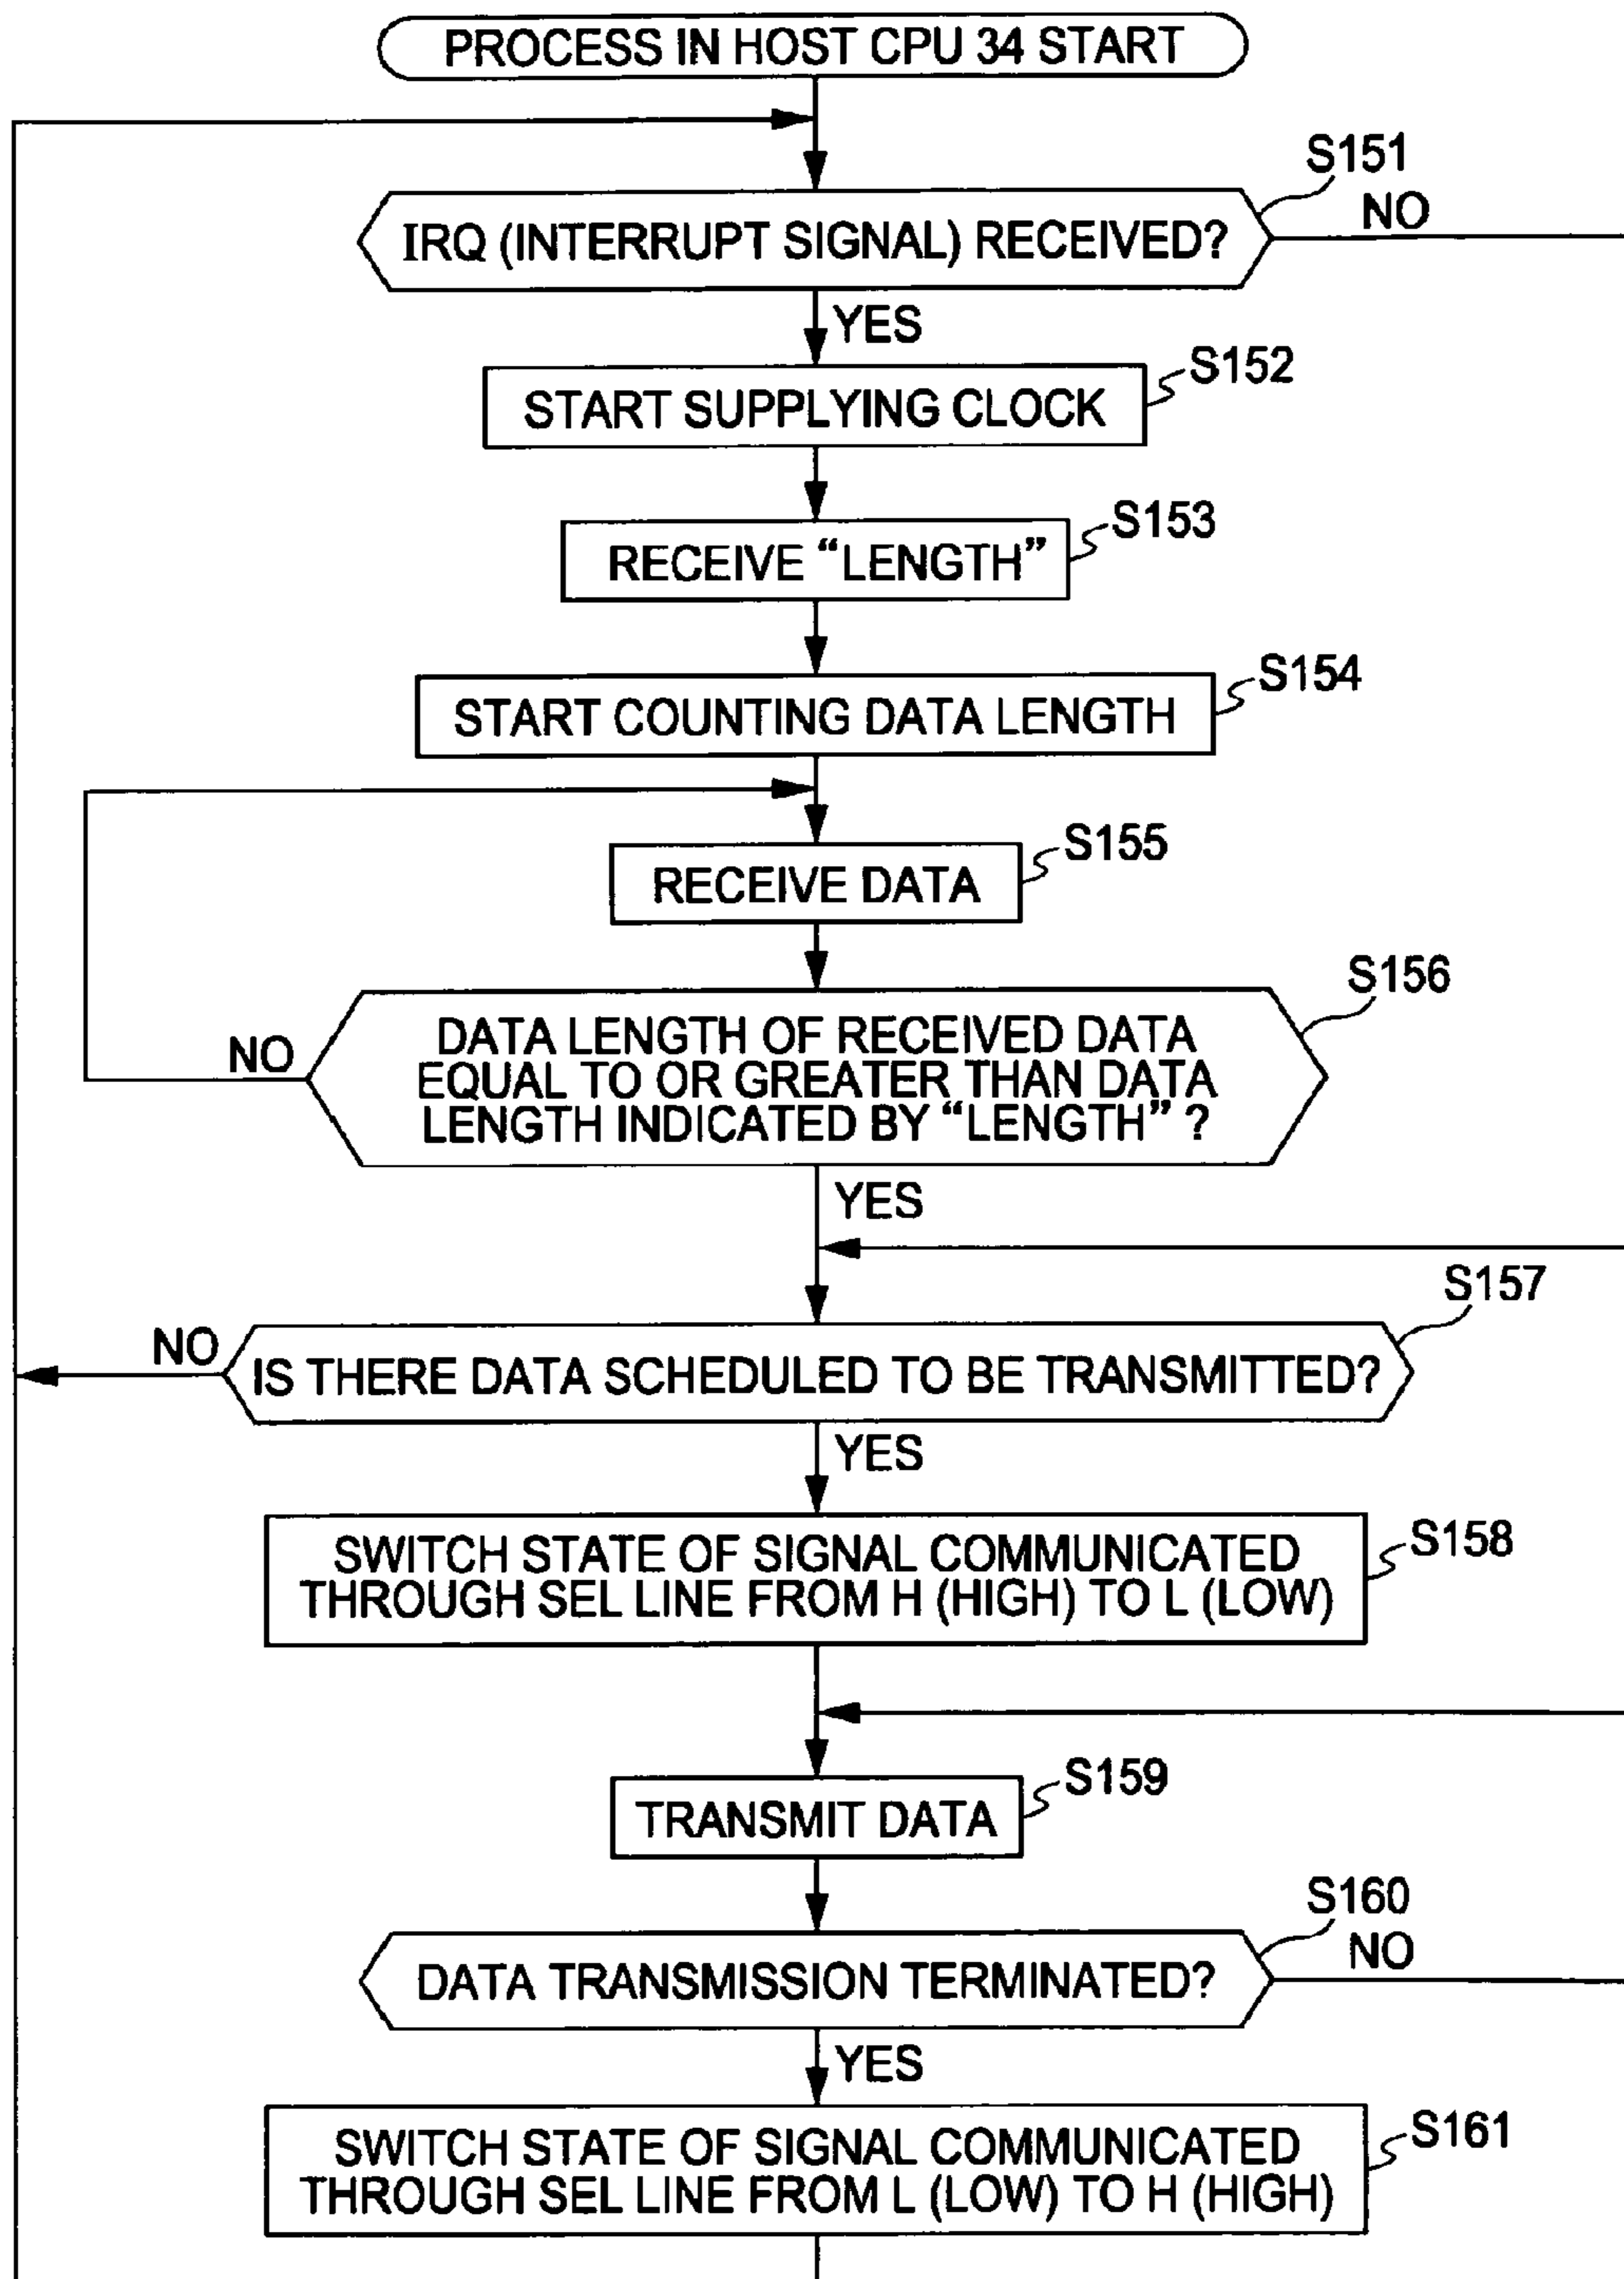 PROCESS IN HOST CPU 34 START
S151
IRQ (INTERRUPT SIGNAL) RECEIVED?
NO
YES
S152
START SUPPLYING CLOCK
S153
RECEIVE “LENGTH”
S154
START COUNTING DATA LENGTH
S155
RECEIVE DATA
S156
DATA LENGTH OF RECEIVED DATA
EQUAL TO OR GREATER THAN DATA
LENGTH INDICATED BY “LENGTH” ?
NO
YES
S157
NO
IS THERE DATA SCHEDULED TO BE TRANSMITTED?
YES
S158
SWITCH STATE OF SIGNAL COMMUNICATED
THROUGH SEL LINE FROM H (HIGH) TO L (LOW)
S159
TRANSMIT DATA
S160
DATA TRANSMISSION TERMINATED?
NO
YES
S161
SWITCH STATE OF SIGNAL COMMUNICATED
THROUGH SEL LINE FROM L (LOW) TO H (HIGH)